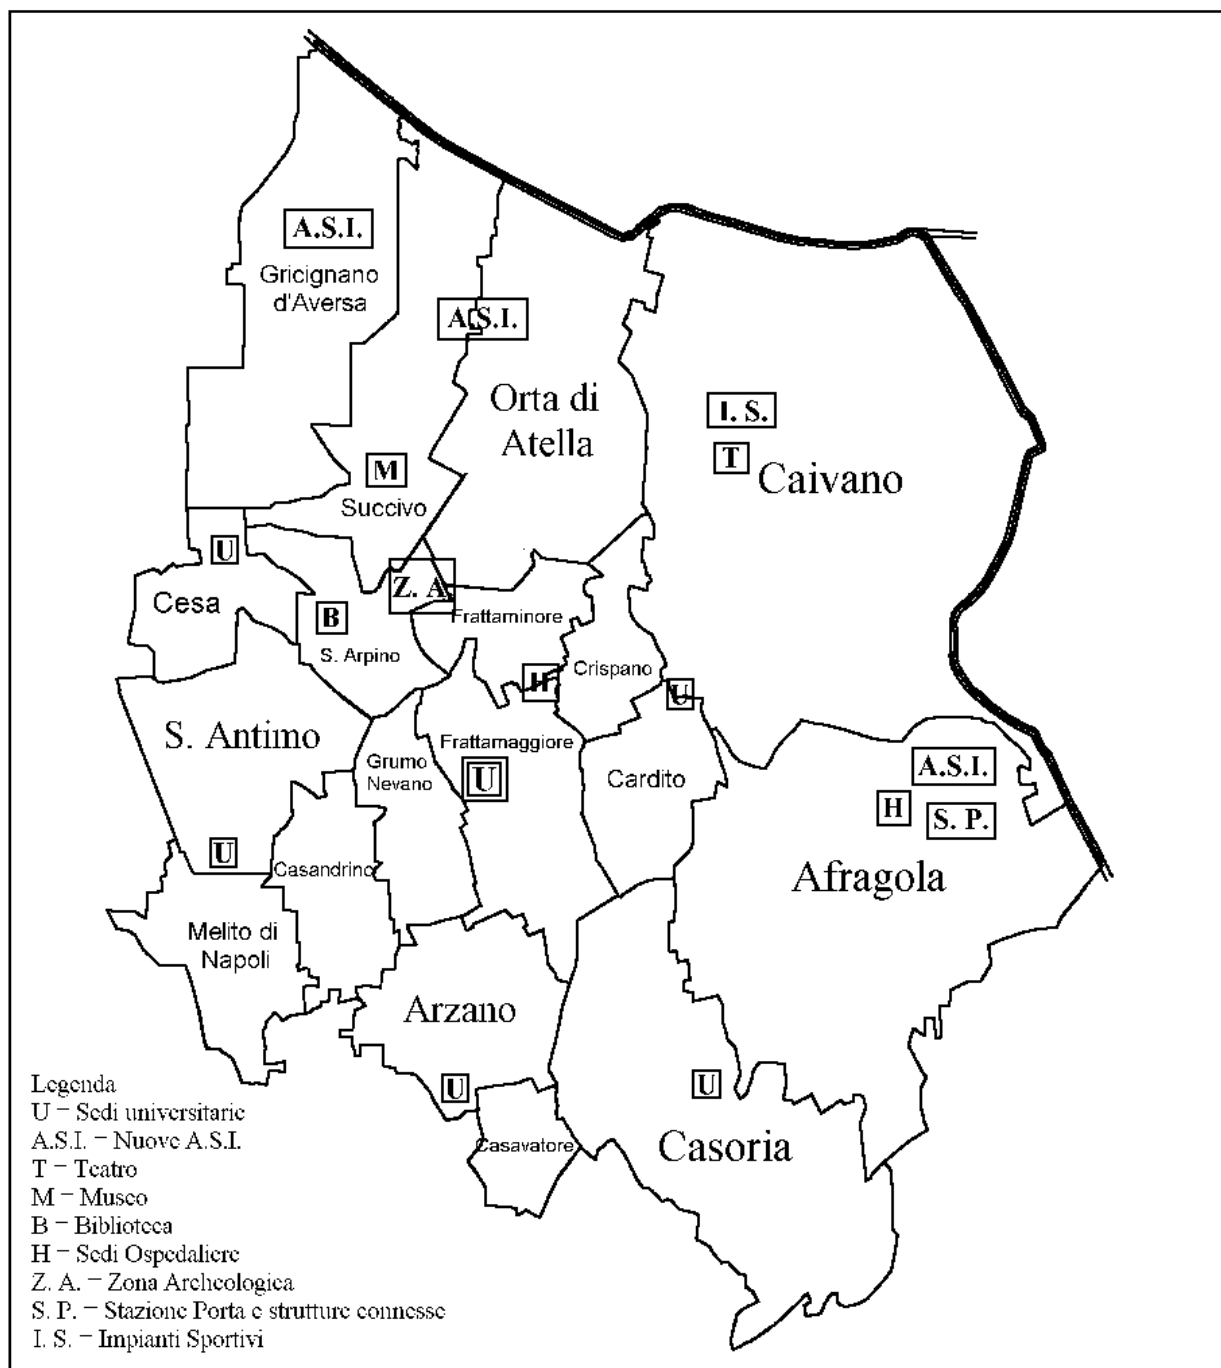 A.S.I.
Gricignano
d'Aversa
A.S.I.
Orta di
Atella
I. S.
T
Caivano
M
Succivo
U
Cesa
Z. A
B
S. Arpino
Frattaminore
H
Crispano
U
S. Antimo
Grumo
Nevano
Frattamaggiore
U
Cardito
A.S.I.
H
S. P.
Afragola
U
Casandrino
Melito di
Napoli
Arzano
U
U
Casavatore
Casoria
Legenda
U = Sedi universitarie
A.S.I. = Nuove A.S.I.
T = Teatro
M = Museo
B = Biblioteca
H = Sedi Ospedaliere
Z. A. = Zona Archeologica
S. P. = Stazione Porta e strutture connesse
I. S. = Impianti Sportivi